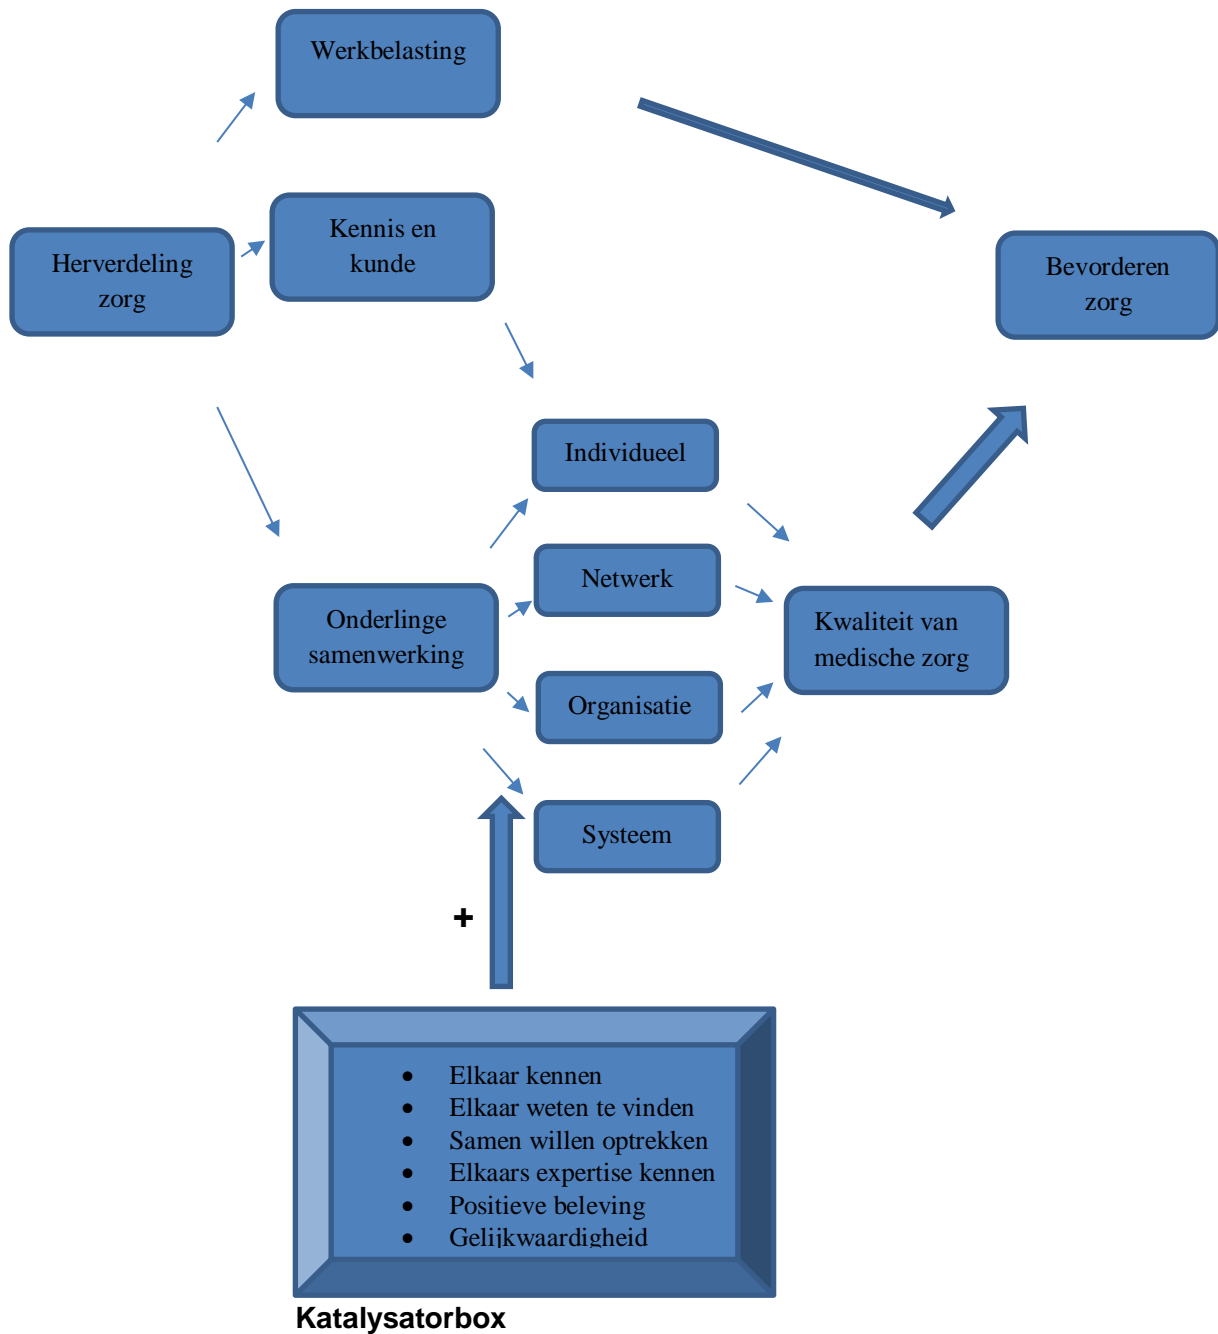 Werkbelasting
Kennis en
kunde
Herverdeling
zorg
Bevorderen
zorg
Individueel
Netwerk
Onderlinge
samenwerking
Kwaliteit van
medische zorg
Organisatie
Systeem
+
• Elkaar kennen
• Elkaar weten te vinden
• Samen willen optrekken
• Elkaars expertise kennen
• Positieve beleving
• Gelijkwaardigheid
Katalysatorbox